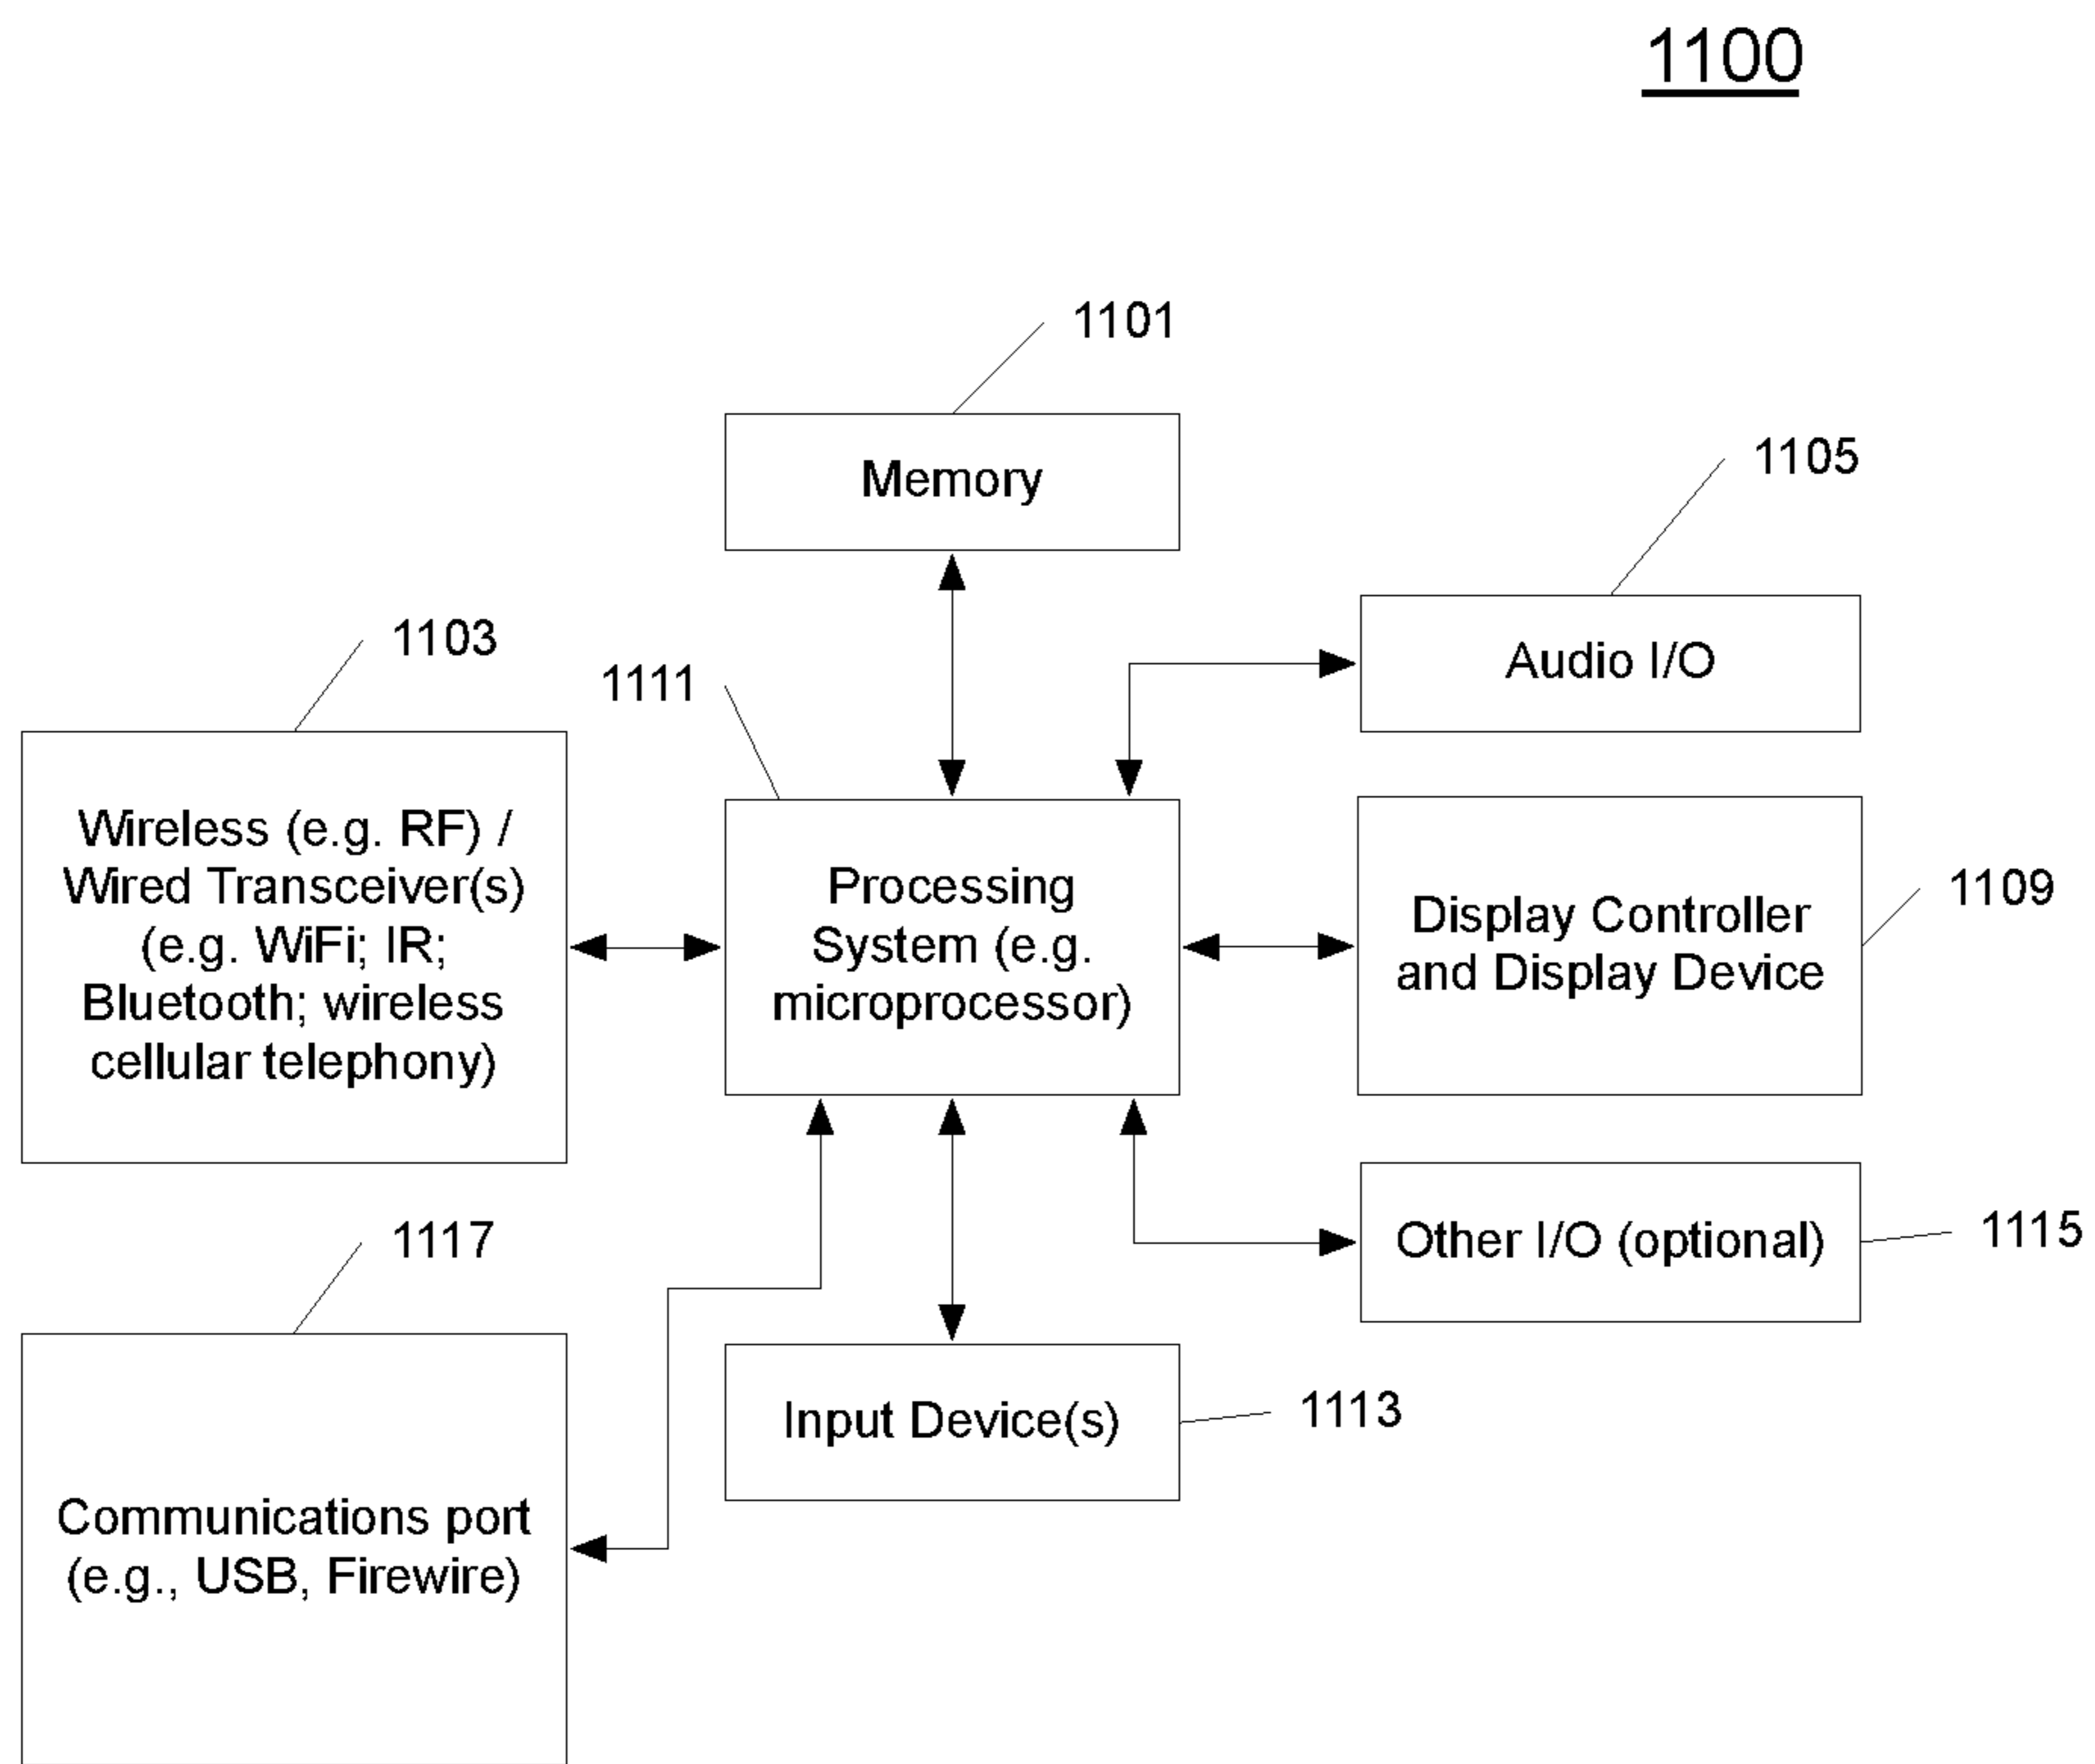 1100
1101
Memory
1105
Audio I/O
1103
1111
Wireless (e.g. RF) /
Wired Transceiver(s)
(e.g. WiFi; IR;
Bluetooth; wireless
cellular telephony)
Processing
System (e.g.
microprocessor)
Display Controller
and Display Device
1109
1117
Other I/O (optional)
1115
Input Device(s)
1113
Communications port
(e.g., USB, Firewire)